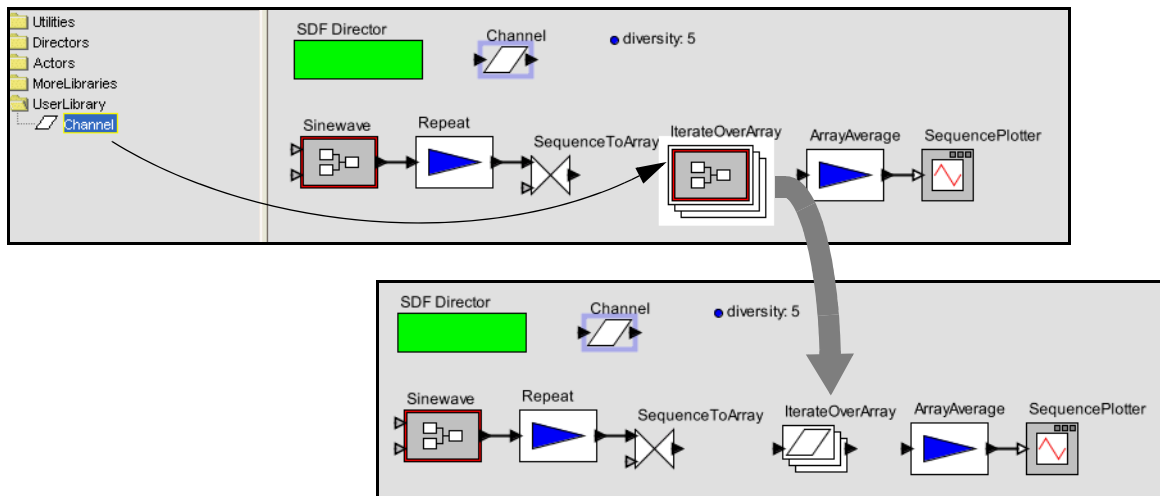 Utilities
Directors
Actors
MoreLibraries
UserLibrary
Channel
SDF Director
Channel
diversity: 5
Sinewave
Repeat
SequenceToArray
IterateOverArray
ArrayAverage
SequencePlotter
SDF Director
Channel
diversity: 5
Sinewave
Repeat
SequenceToArray
IterateOverArray
ArrayAverage
SequencePlotter